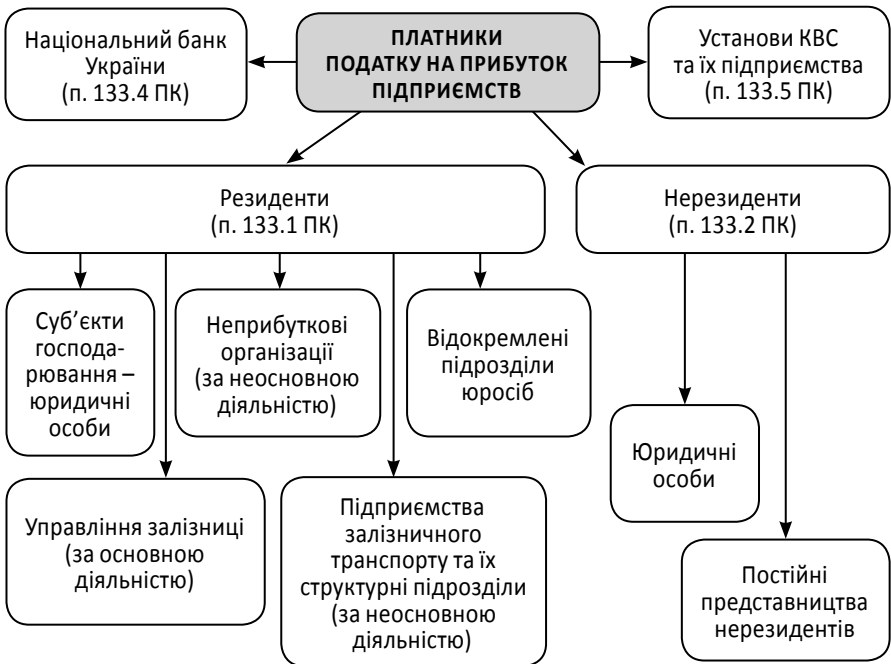 Національний банк
України
(п. 133.4 ПК)
ПЛАТНИКИ
ПОДАТКУ НА ПРИБУТОК
ПІДПРИЄМСТВ
Установи КВС
та їх підприємства
(п. 133.5 ПК)
Резиденти
(п. 133.1 ПК)
Нерезиденти
(п. 133.2 ПК)
Суб’єкти
господа-
рювання –
юридичні
особи
Неприбуткові
організації
(за неосновною
діяльністю)
Відокремлені
підрозділи
юросіб
Юридичні
особи
Управління залізниці
(за основною
діяльністю)
Підприємства
залізничного
транспорту та їх
структурні підрозділи
(за неосновною
діяльністю)
Постійні
представництва
нерезидентів